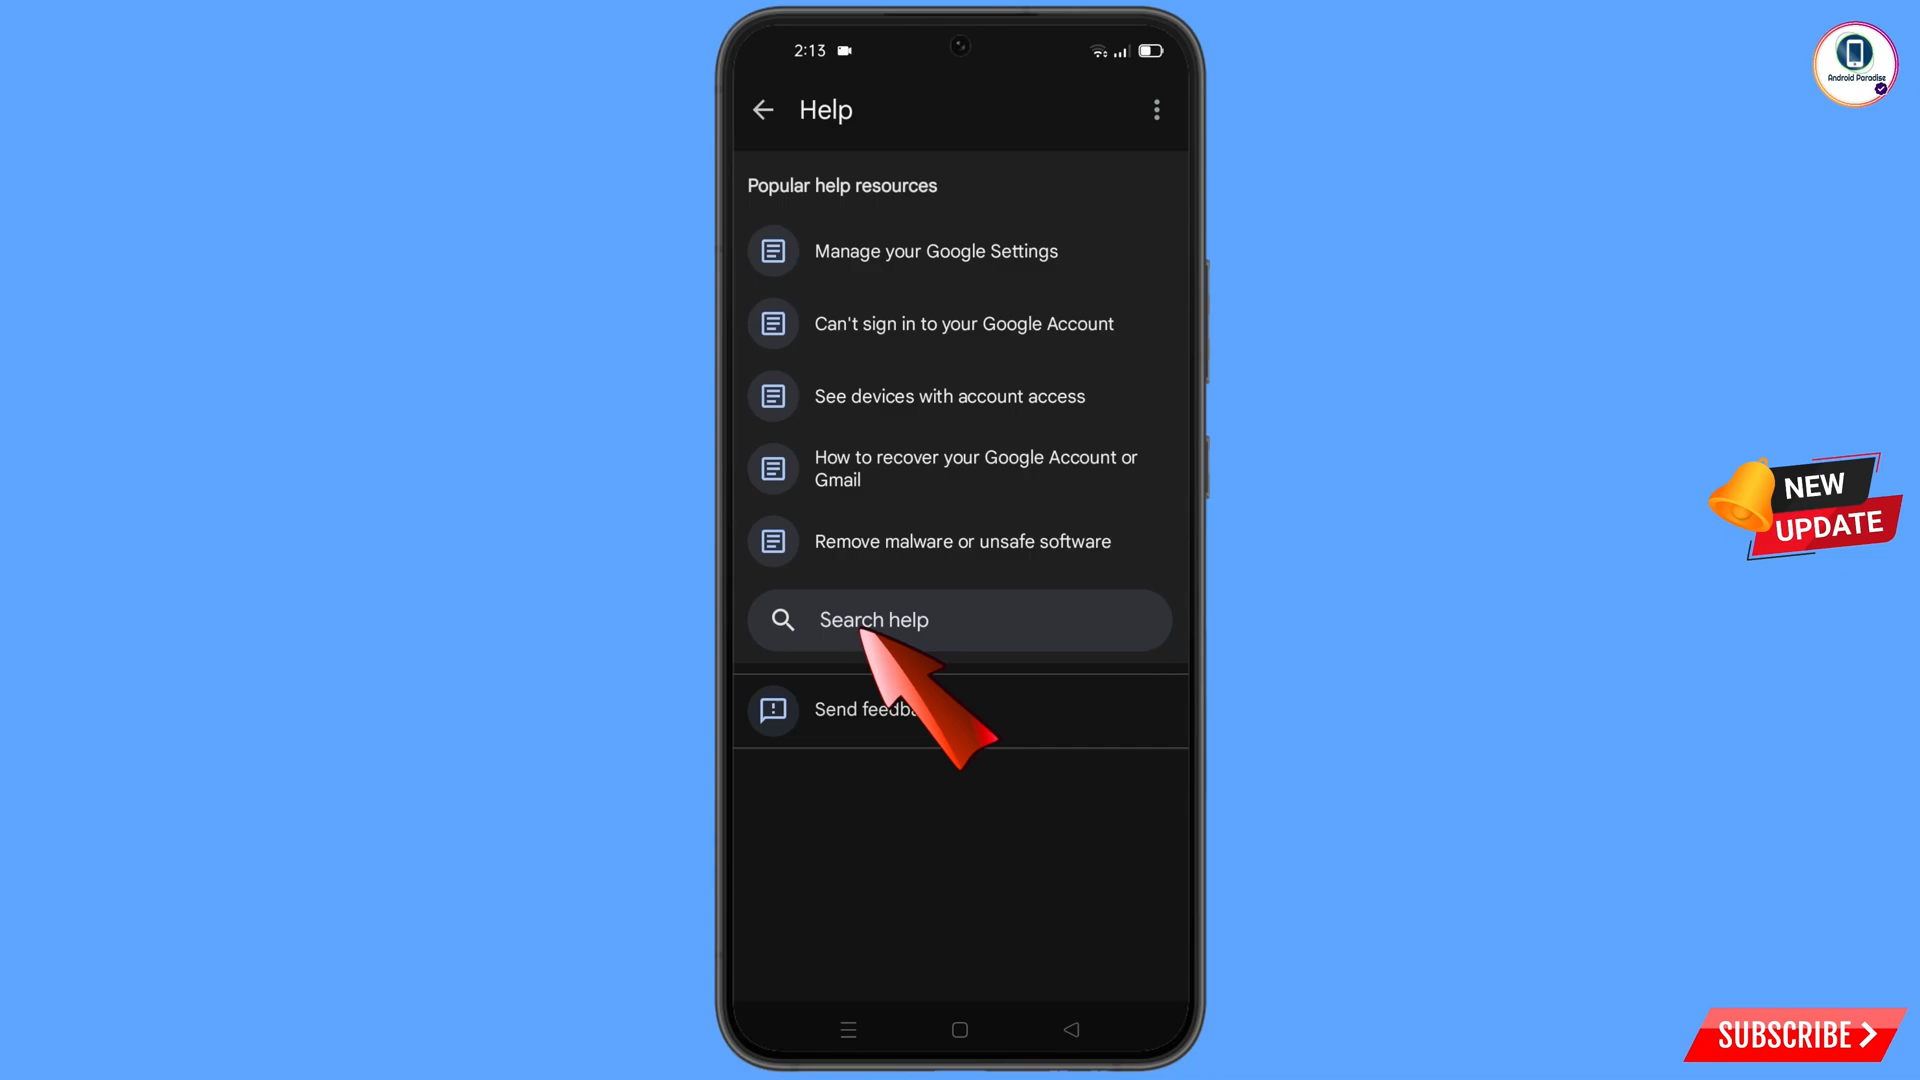 2:13
Help
Popular help resources
Manage your Google Settings
Can't sign in to your Google Account
See devices with account access
How to recover your Google Account or
Gmail
Remove malware or unsafe software
Search help
Send feedba
Android Paradise
NEW
UPDATE
SUBSCRIBE